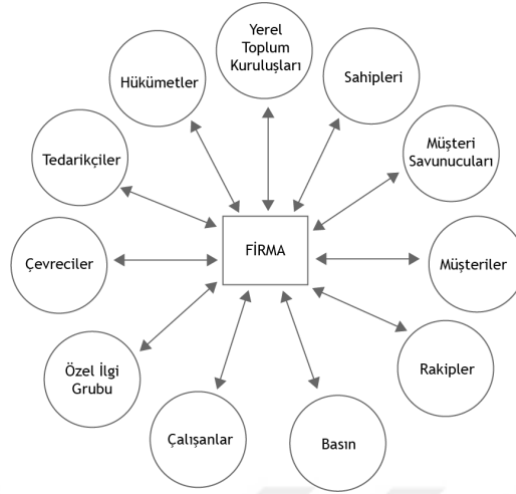 Yerel
Toplum
Kuruluşları
Sahipleri
Müşteri
Savunucuları
Müşteriler
Rakipler
Basın
Çalışanlar
Özel İlgi
Grubu
Çevreciler
Tedarikçiler
Hükümetler
FİRMA